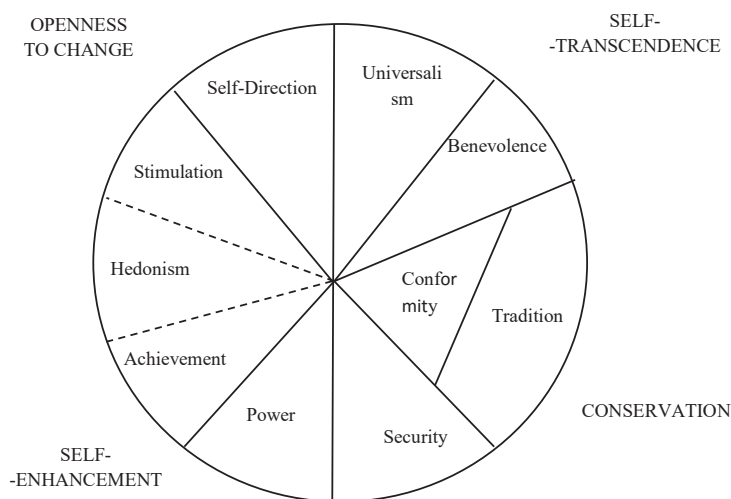 OPENNESS
TO CHANGE
SELF-
-TRANSCENDENCE
Self-Direction
Universali
sm
Benevolence
Stimulation
Hedonism
Confor
mity
Tradition
Achievement
Power
Security
CONSERVATION
SELF-
-ENHANCEMENT